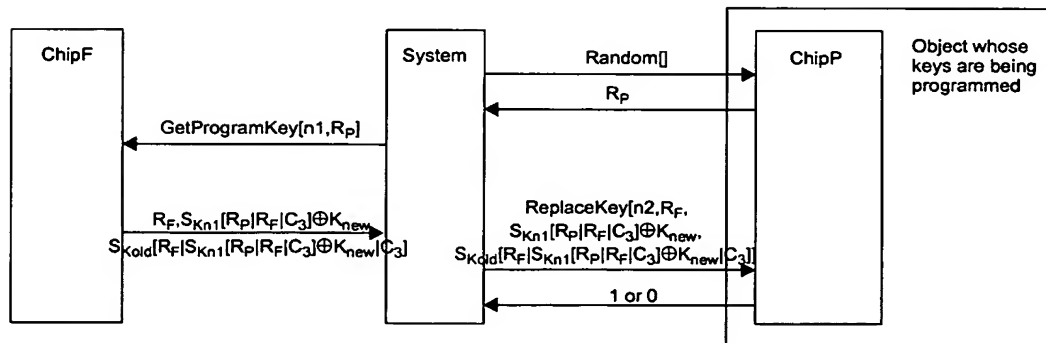 ChipF
System
ChipP
Object whose
keys are being
programmed
Random[]
R_P
GetProgramKey[n1,R_P]
R_F,S_Kn1[R_P|R_F|C_3]⊕K_new
S_Kold[R_F|S_Kn1[R_P|R_F|C_3]⊕K_new|C_3]
ReplaceKey[n2,R_F,
S_Kn1[R_P|R_F|C_3]⊕K_new,
S_Kold[R_F|S_Kn1[R_P|R_F|C_3]⊕K_new|C_3]]
1 or 0